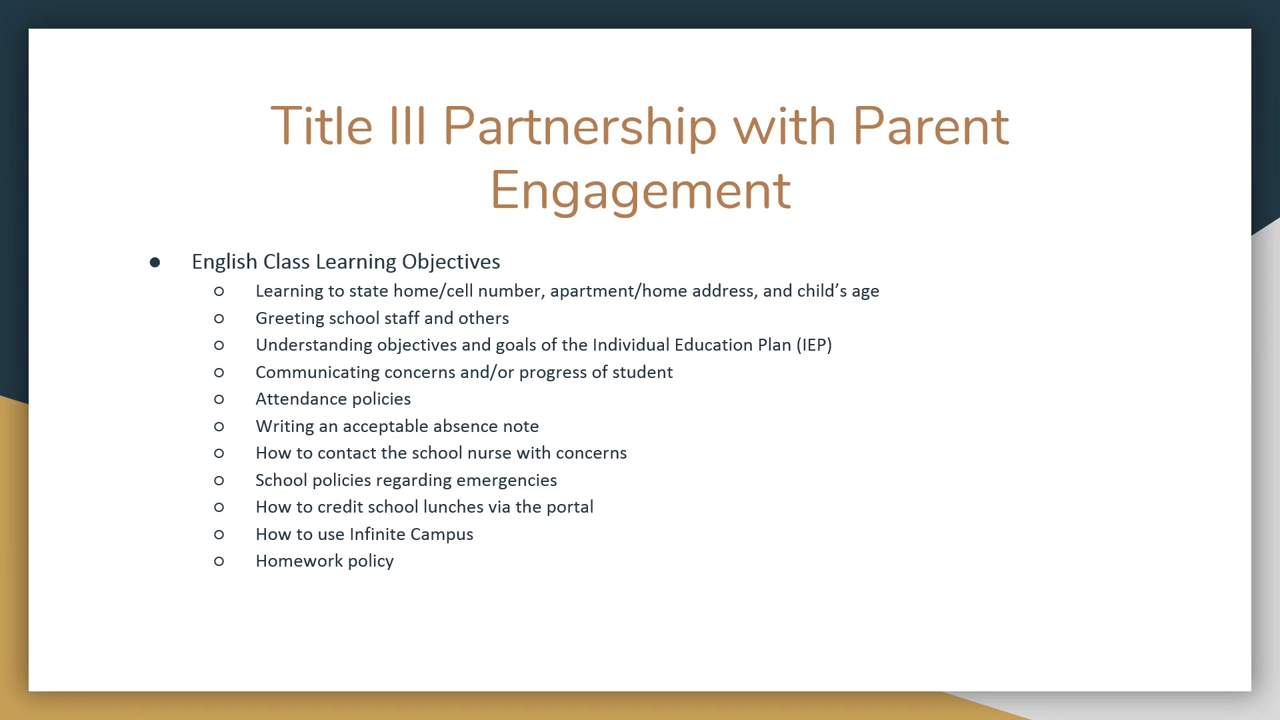 Title III Partnership with Parent
Engagement
● English Class Learning Objectives
○ Learning to state home/cell number, apartment/home address, and child’s age
○ Greeting school staff and others
○ Understanding objectives and goals of the Individual Education Plan (IEP)
○ Communicating concerns and/or progress of student
○ Attendance policies
○ Writing an acceptable absence note
○ How to contact the school nurse with concerns
○ School policies regarding emergencies
○ How to credit school lunches via the portal
○ How to use Infinite Campus
○ Homework policy